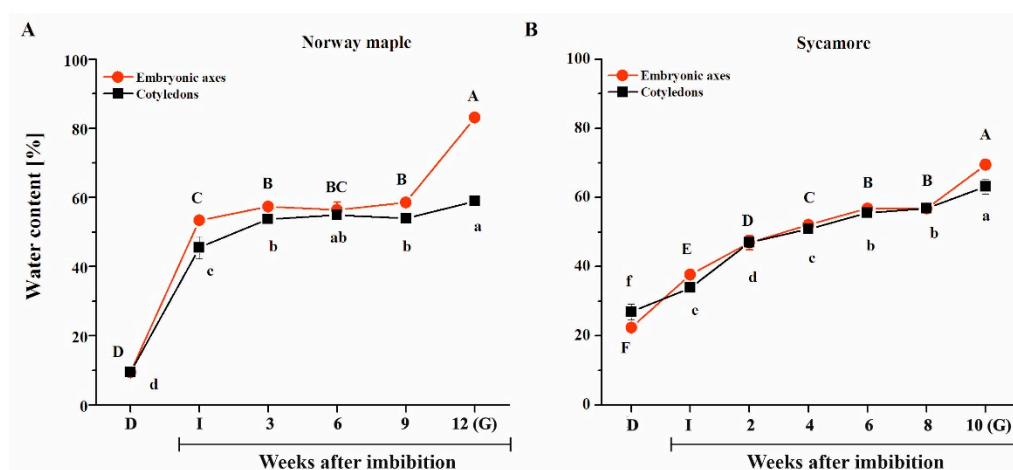 A
Norway maple
100
80
60
40
20
0
Water content [%]
Embryonic axes
Cotyledons
D
d
C
c
B
b
BC
ab
B
b
A
a
D
I
3
6
9
12 (G)
Weeks after imbibition
B
Sycamore
100
80
60
40
20
0
Embryonic axes
Cotyledons
f
F
E
e
D
d
C
c
B
b
B
b
A
a
D
I
2
4
6
8
10 (G)
Weeks after imbibition